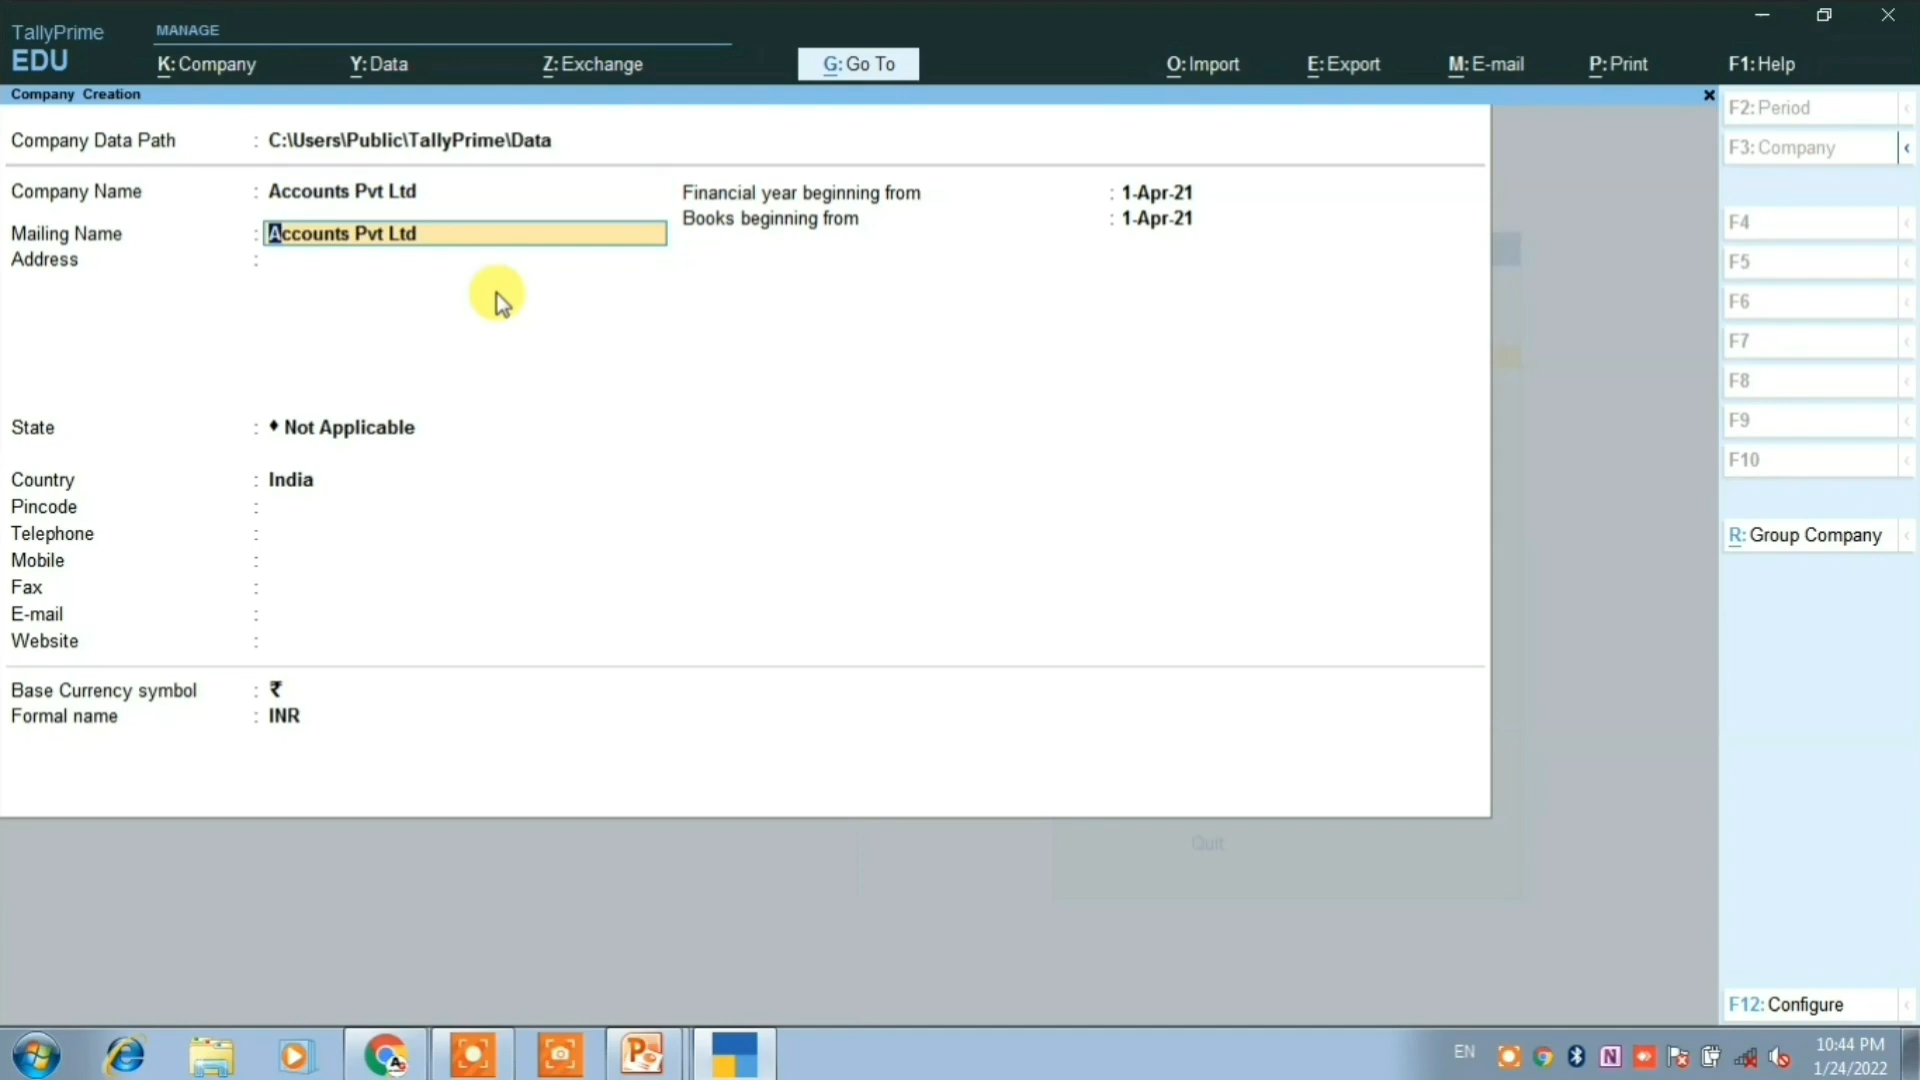 TallyPrime
EDU
MANAGE
K: Company
Y: Data
Z: Exchange
G: Go To
O: Import
E: Export
M: E-mail
P: Print
F1: Help
Company Creation
Company Data Path : C:\Users\Public\TallyPrime\Data
Company Name : Accounts Pvt Ltd
Financial year beginning from : 1-Apr-21
Books beginning from : 1-Apr-21
Mailing Name : Accounts Pvt Ltd
Address :
State : ♦ Not Applicable
Country : India
Pincode :
Telephone :
Mobile :
Fax :
E-mail :
Website :
Base Currency symbol : ₹
Formal name : INR
Quit
F2: Period
F3: Company
F4
F5
F6
F7
F8
F9
F10
R: Group Company
F12: Configure
EN
10:44 PM
1/24/2022